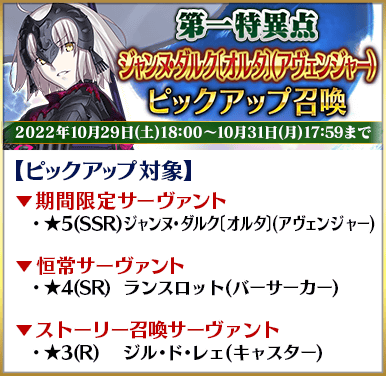 第一特異点
ジャンヌ・ダルク〔オルタ〕(アヴェンジャー)
ピックアップ召喚
2022年10月29日(土)18:00～10月31日(月)17:59まで
【ピックアップ対象】
▼期間限定サーヴァント
・★5(SSR)ジャンヌ・ダルク〔オルタ〕(アヴェンジャー)
▼恒常サーヴァント
・★4(SR) ランスロット(バーサーカー)
▼ストーリー召喚サーヴァント
・★3(R) ジル・ド・レェ(キャスター)